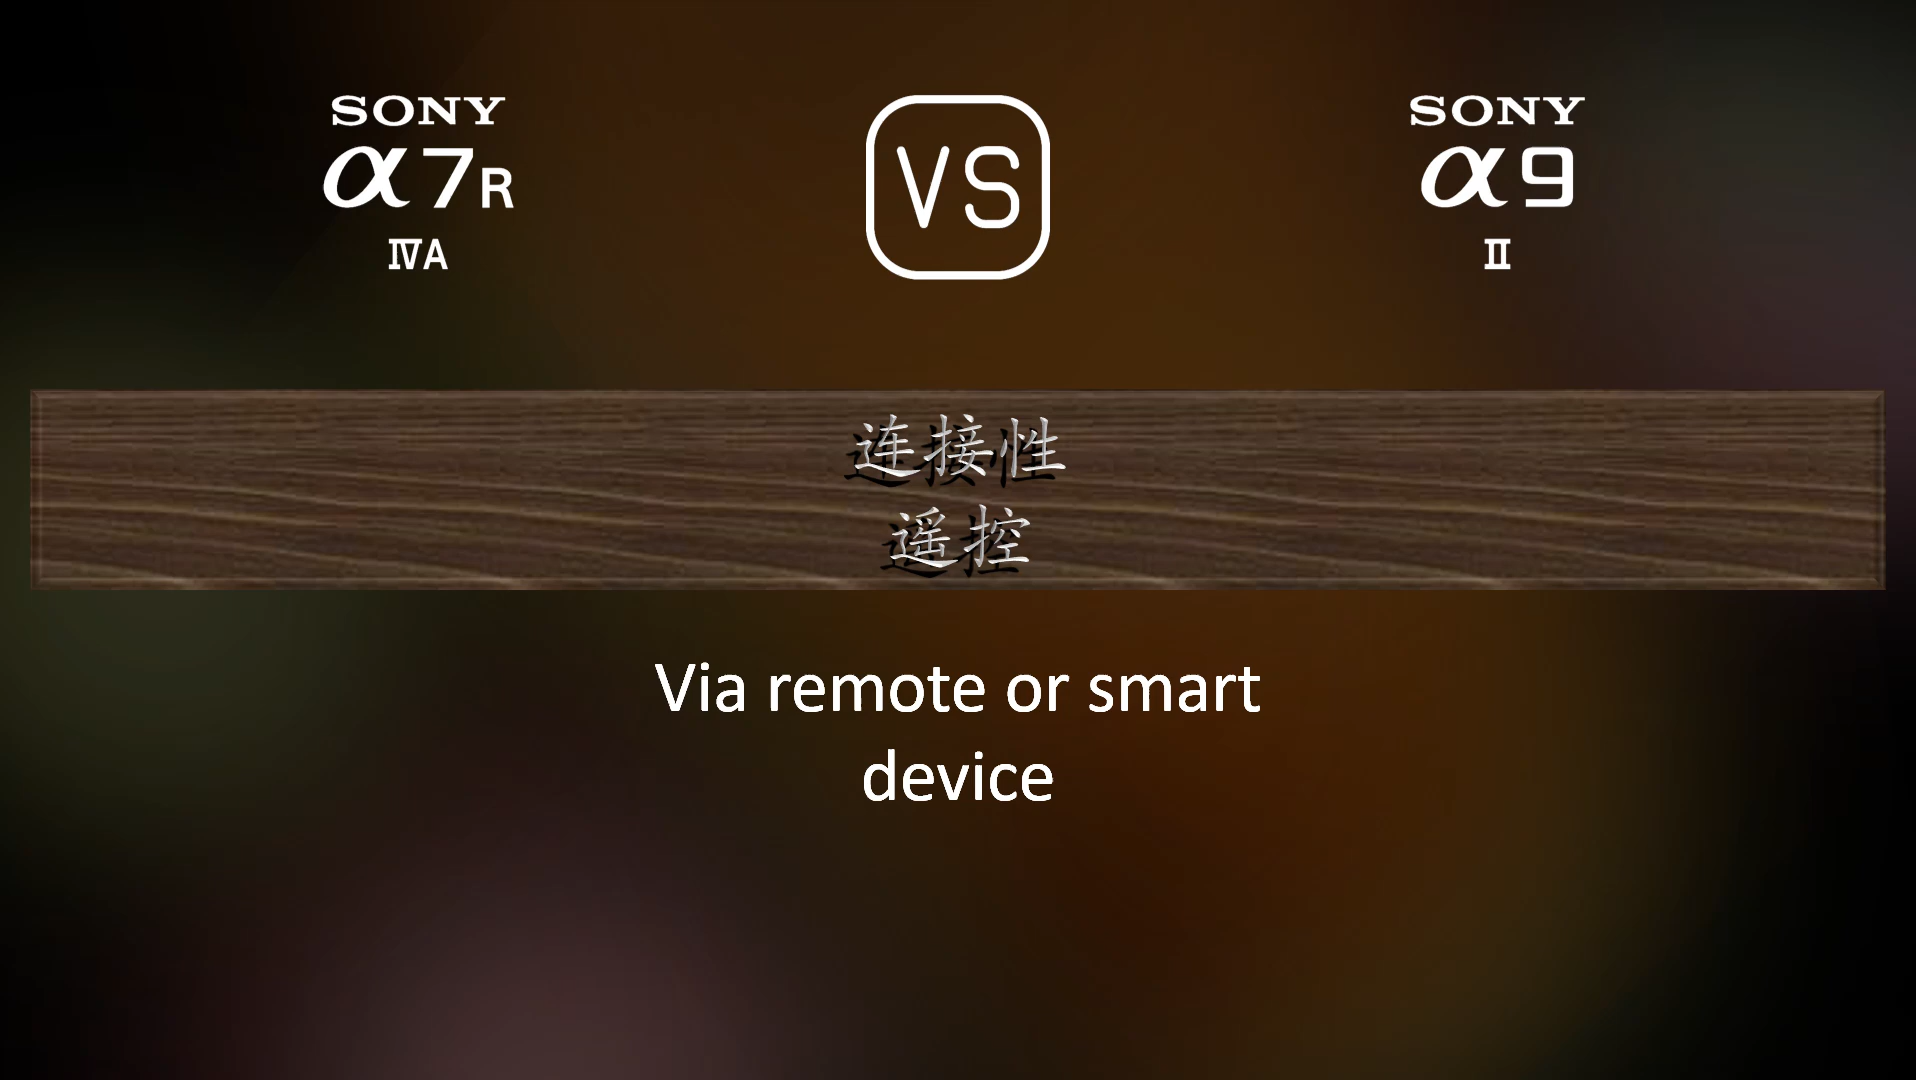 SONY
α7R
IVA
VS
SONY
α9
II
连接性
遥控
Via remote or smart
device